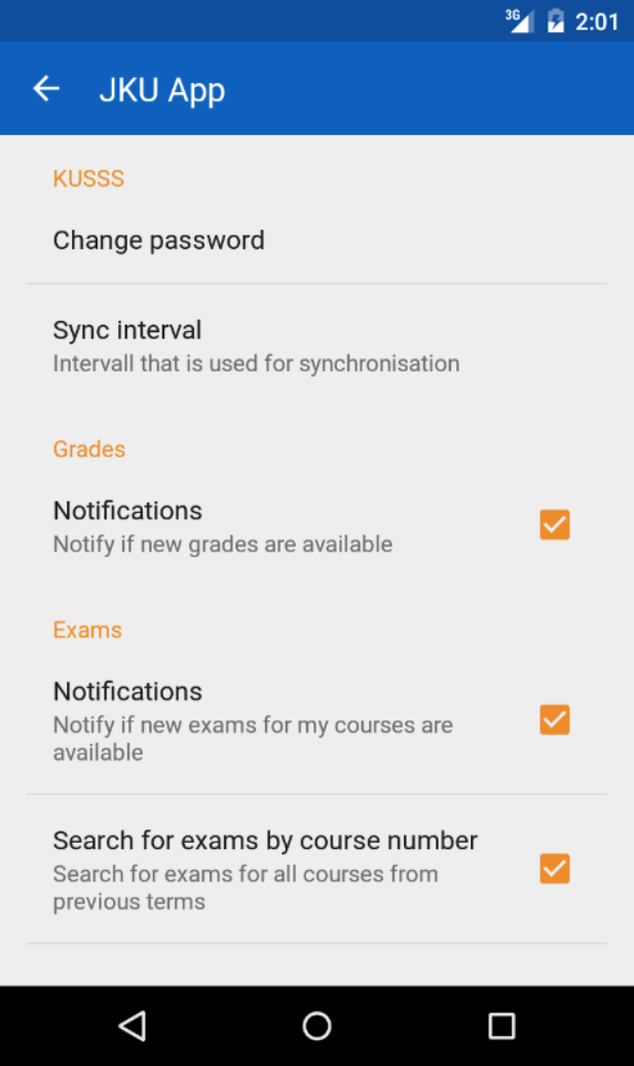 3G 2:01
JKU App
KUSSS
Change password
Sync interval
Intervall that is used for synchronisation
Grades
Notifications
Notify if new grades are available
Exams
Notifications
Notify if new exams for my courses are
available
Search for exams by course number
Search for exams for all courses from
previous terms